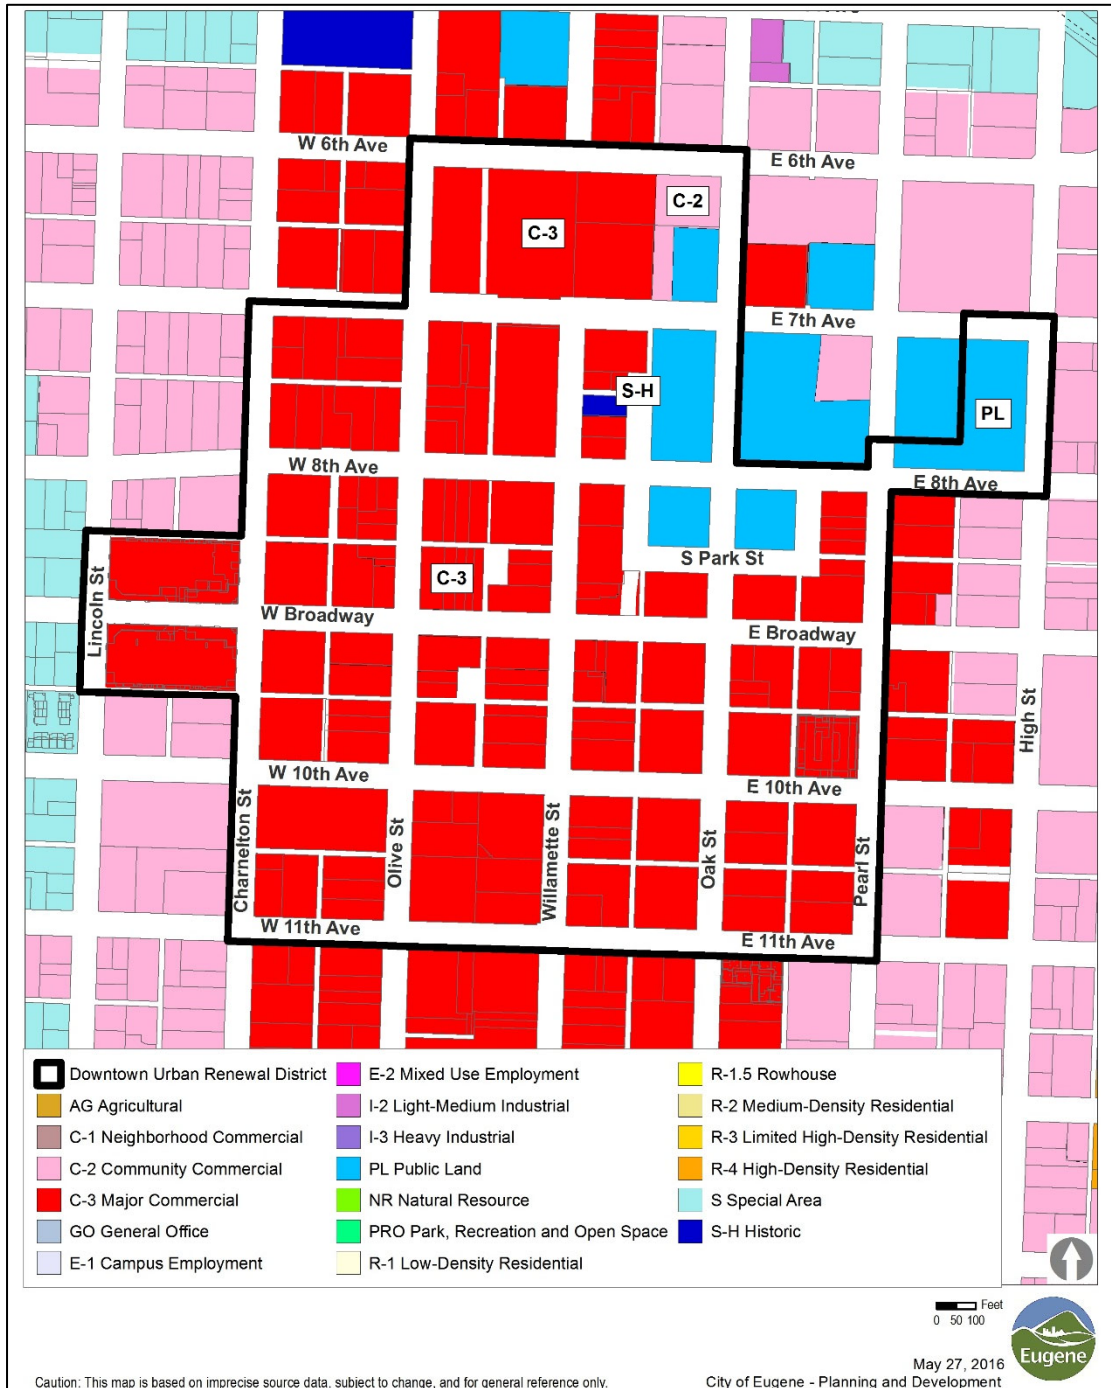 W 6th Ave
E 6th Ave
C-2
C-3
E 7th Ave
S-H
PL
W 8th Ave
E 8th Ave
S Park St
C-3
Lincoln St
W Broadway
E Broadway
High St
W 10th Ave
E 10th Ave
Charnelton St
Olive St
Willamette St
Oak St
Pearl St
W 11th Ave
E 11th Ave
Downtown Urban Renewal District
AG Agricultural
C-1 Neighborhood Commercial
C-2 Community Commercial
C-3 Major Commercial
GO General Office
E-1 Campus Employment
E-2 Mixed Use Employment
I-2 Light-Medium Industrial
I-3 Heavy Industrial
PL Public Land
NR Natural Resource
PRO Park, Recreation and Open Space
R-1 Low-Density Residential
R-1.5 Rowhouse
R-2 Medium-Density Residential
R-3 Limited High-Density Residential
R-4 High-Density Residential
S Special Area
S-H Historic
Feet
0 50 100
Eugene
May 27, 2016
Caution: This map is based on imprecise source data, subject to change, and for general reference only.
City of Eugene - Planning and Development